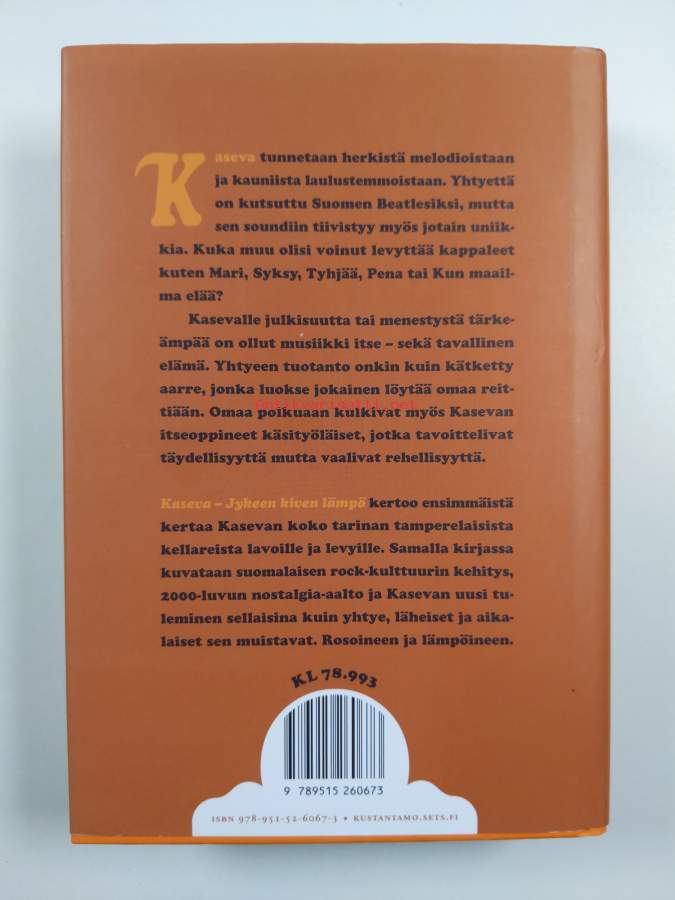 Kaseva tunnetaan herkistä melodioistaan
ja kauniista laulustemmoistaan. Yhtyettä
on kutsuttu Suomen Beatlesiksi, mutta
sen soundiin tiivistyy myös jotain uniik-
kia. Kuka muu olisi voinut levyttää kappaleet
kuten Mari, Syksy, Tyhjää, Pena tai Kun maail-
ma elää?
Kasevalle julkisuutta tai menestystä tärke-
ämpää on ollut musiikki itse – sekä tavallinen
elämä. Yhtyeen tuotanto onkin kuin kätketty
aarre, jonka luokse jokainen löytää omaa reit-
tiään. Omaa polkuaan kulkivat myös Kasevan
itseoppineet käsityöläiset, jotka tavoittelivat
täydellisyyttä mutta vaalivat rehellisyyttä.
Kaseva – Jykeen kiven lämpö kertoo ensimmäistä
kertaa Kasevan koko tarinan tamperelaisista
kellareista lavoille ja levyille. Samalla kirjassa
kuvataan suomalaisen rock-kulttuurin kehitys,
2000-luvun nostalgia-aalto ja Kasevan uusi tu-
leminen sellaisina kuin yhtye, läheiset ja aika-
laiset sen muistavat. Rosoineen ja lämpöineen.
KL 78.993
9 789515 260673
ISBN 978-951-52-6067-3 • KUSTANTAMO.SETS.FI